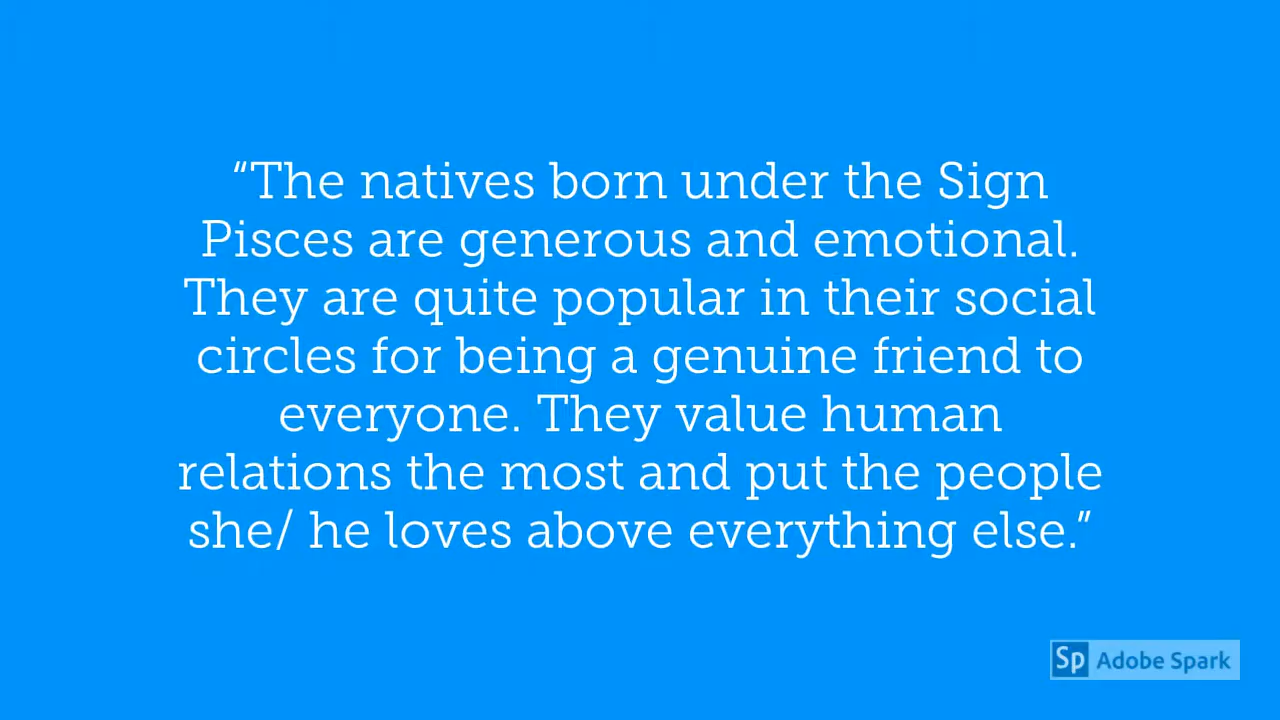 “The natives born under the Sign
Pisces are generous and emotional.
They are quite popular in their social
circles for being a genuine friend to
everyone. They value human
relations the most and put the people
she/ he loves above everything else.”
Sp Adobe Spark